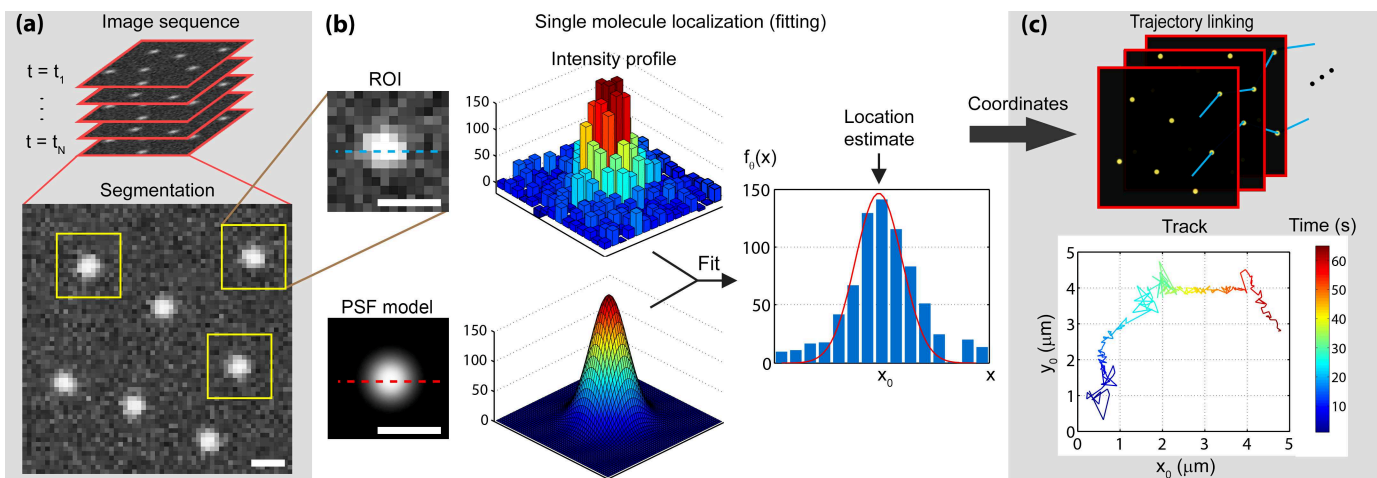 (a)
Image sequence
t = t1
t = tN
Segmentation
(b)
Single molecule localization (fitting)
ROI
Intensity profile
150
100
50
0
PSF model
150
100
50
0
Fit
Location
estimate
fθ(x)
150
100
50
0
x0
x
Coordinates
(c)
Trajectory linking
Track
Time (s)
5
4
3
2
1
0
y0 (μm)
0 1 2 3 4 5
x0 (μm)
60
50
40
30
20
10